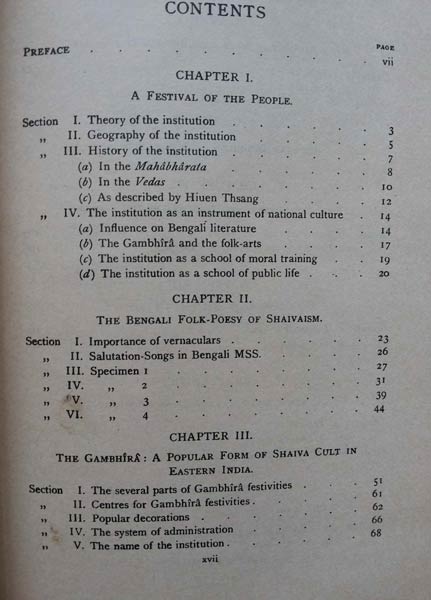 CONTENTS
PAGE
PREFACE . . . . . . . . vii
CHAPTER I.
A FESTIVAL OF THE PEOPLE.
Section I. Theory of the institution . . . . . 3
„ II. Geography of the institution . . . . 5
„ III. History of the institution . . . . . 7
(a) In the Mahâbhârata . . . . . 8
(b) In the Vedas . . . . . . 10
(c) As described by Hiuen Thsang . . . . 12
„ IV. The institution as an instrument of national culture . 14
(a) Influence on Bengali literature . . . . 14
(b) The Gambhîrâ and the folk-arts . . . 17
(c) The institution as a school of moral training . . 19
(d) The institution as a school of public life . . . 20
CHAPTER II.
THE BENGALI FOLK-POESY OF SHAIVAISM.
Section I. Importance of vernaculars . . . . . 23
„ II. Salutation-Songs in Bengali MSS. . . . . 26
„ III. Specimen 1 . . . . . . 27
„ IV. „ 2 . . . . . . 31
„ V. „ 3 . . . . . . 39
„ VI. „ 4 . . . . . . 44
CHAPTER III.
THE GAMBHÎRÂ: A POPULAR FORM OF SHAIVA CULT IN
EASTERN INDIA.
Section I. The several parts of Gambhîrâ festivities . . . 51
„ II. Centres for Gambhîrâ festivities . . . . 61
„ III. Popular decorations . . . . . 62
„ IV. The system of administration . . . . 66
„ V. The name of the institution . . . . . 68
xvii